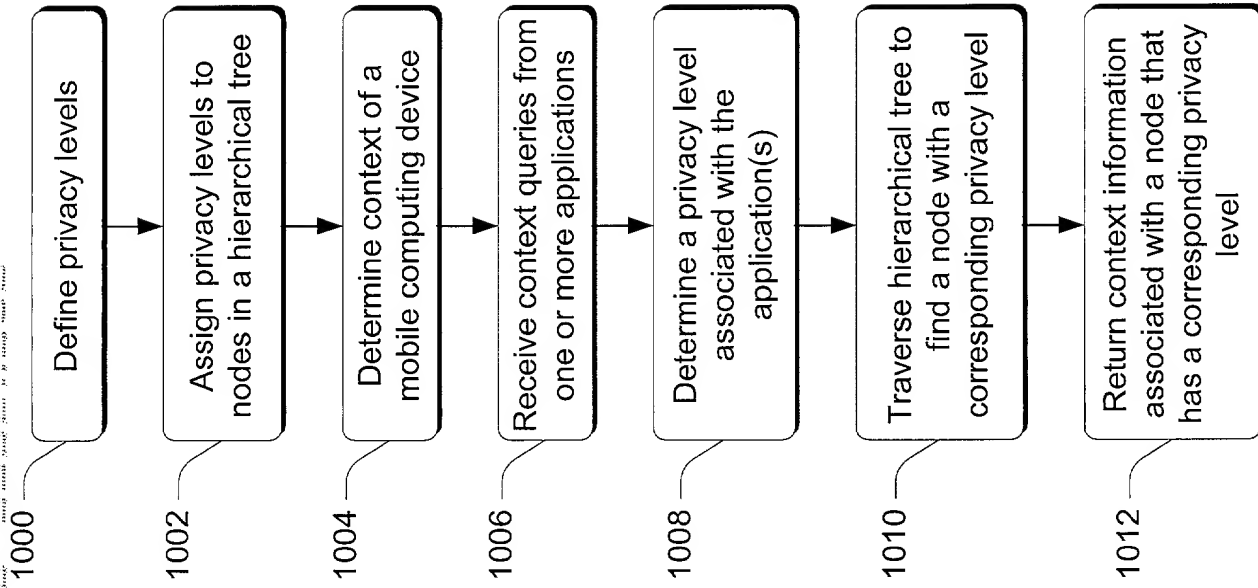 1000
Define privacy levels
1002
Assign privacy levels to
nodes in a hierarchical tree
1004
Determine context of a
mobile computing device
1006
Receive context queries from
one or more applications
1008
Determine a privacy level
associated with the
application(s)
1010
Traverse hierarchical tree to
find a node with a
corresponding privacy level
1012
Return context information
associated with a node that
has a corresponding privacy
level